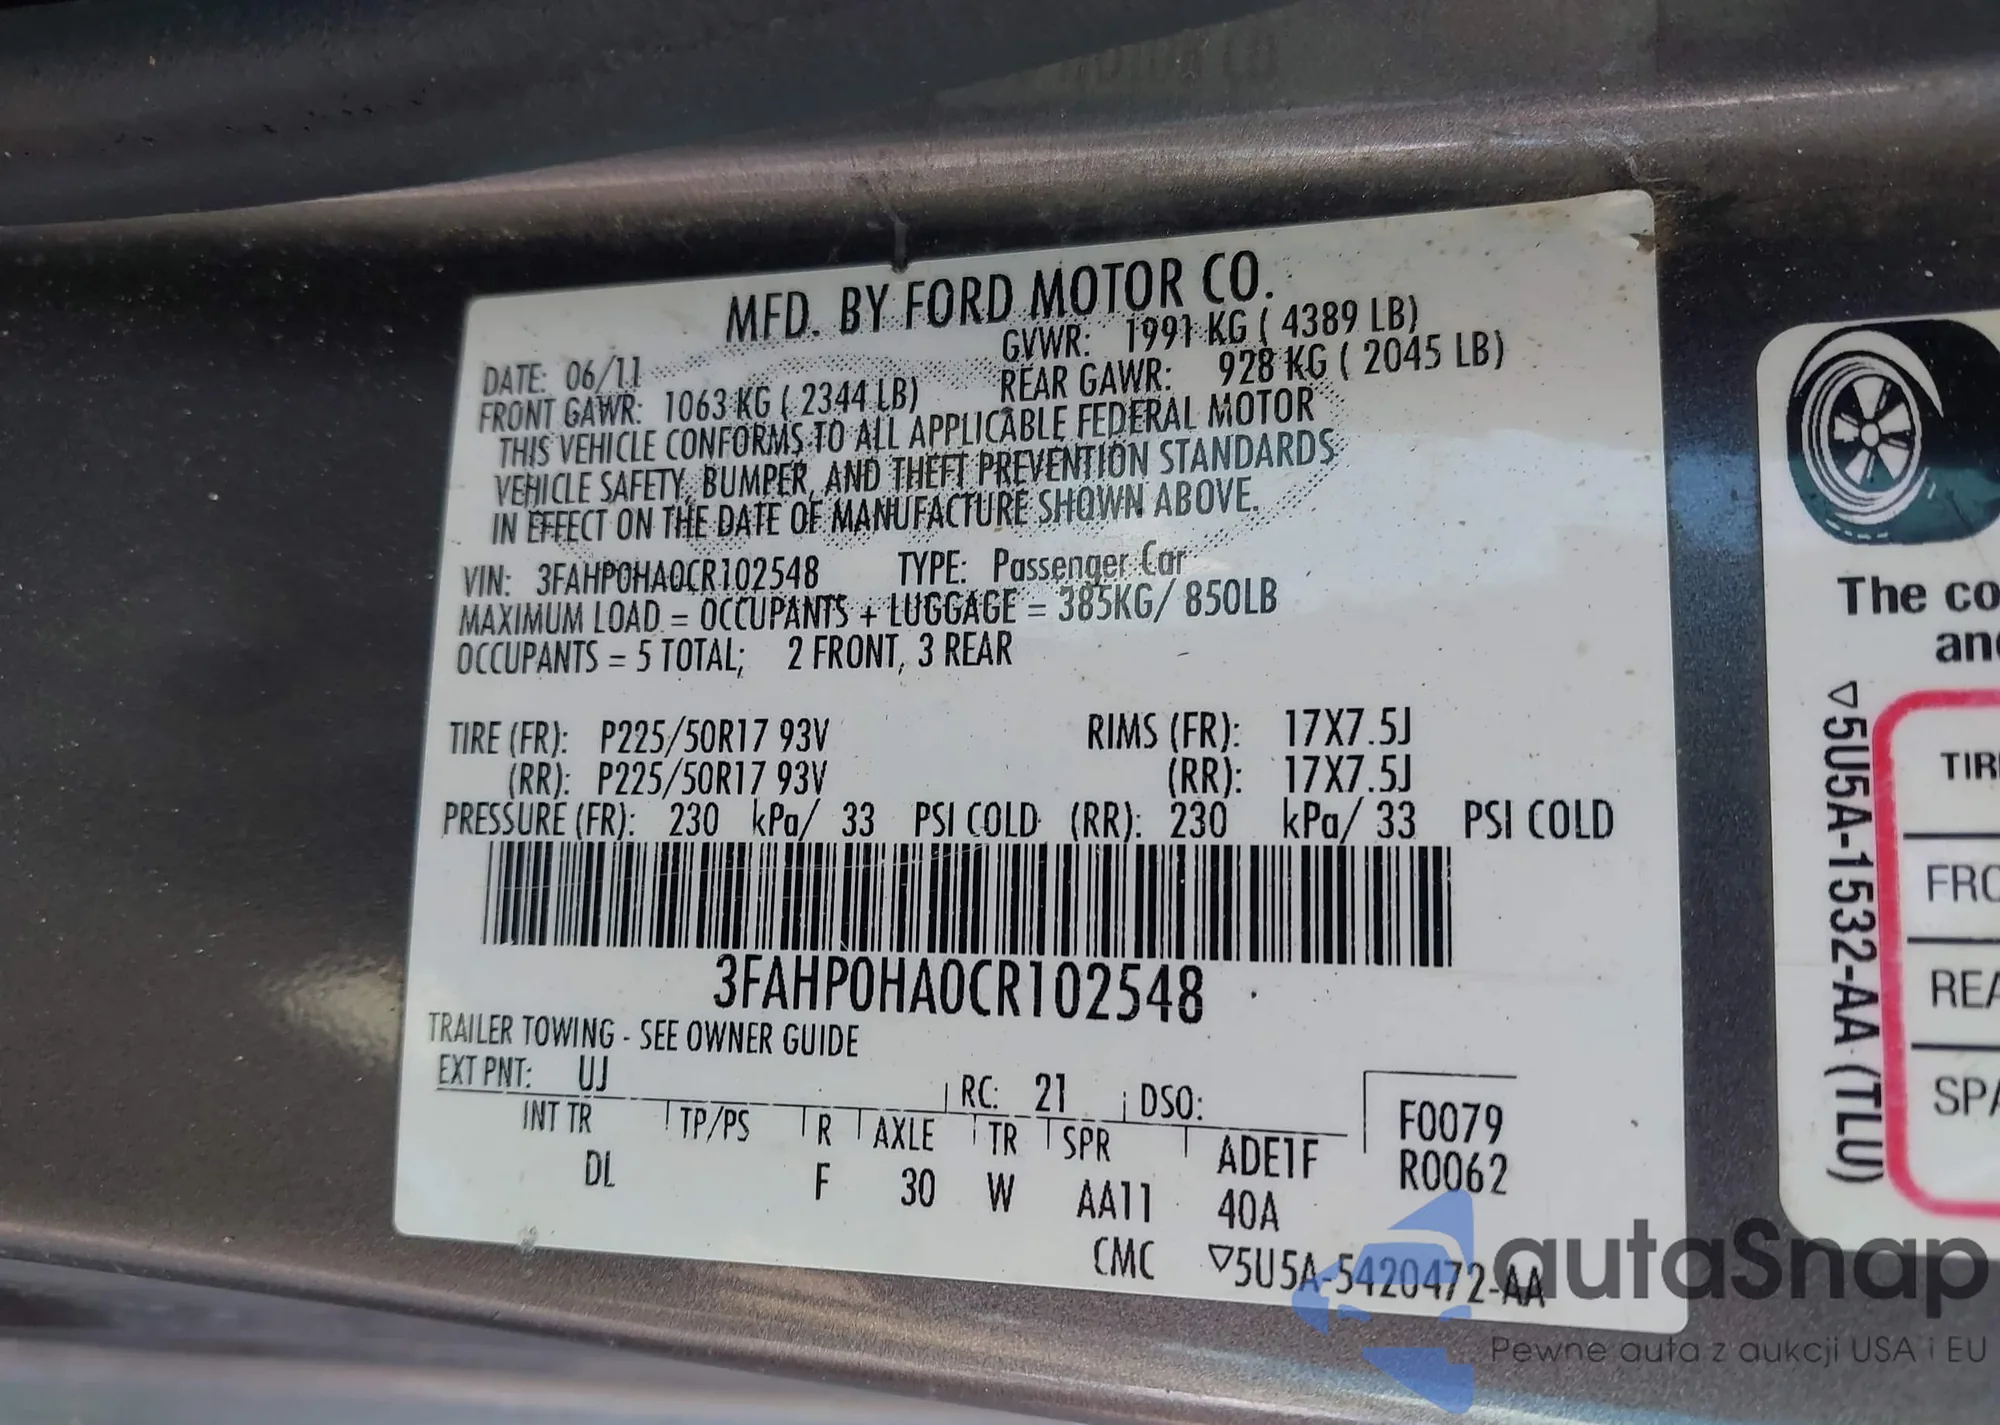 MFD. BY FORD MOTOR CO.
DATE: 06/11 GVWR: 1991 KG ( 4389 LB)
FRONT GAWR: 1063 KG ( 2344 LB) REAR GAWR: 928 KG ( 2045 LB)
THIS VEHICLE CONFORMS TO ALL APPLICABLE FEDERAL MOTOR
VEHICLE SAFETY, BUMPER, AND THEFT PREVENTION STANDARDS
IN EFFECT ON THE DATE OF MANUFACTURE SHOWN ABOVE.
VIN: 3FAHP0HA0CR102548 TYPE: Passenger Car
MAXIMUM LOAD = OCCUPANTS + LUGGAGE = 385KG/ 850LB
OCCUPANTS = 5 TOTAL; 2 FRONT, 3 REAR
TIRE (FR): P225/50R17 93V RIMS (FR): 17X7.5J
(RR): P225/50R17 93V (RR): 17X7.5J
PRESSURE (FR): 230 kPa/ 33 PSI COLD (RR): 230 kPa/ 33 PSI COLD
3FAHP0HA0CR102548
TRAILER TOWING - SEE OWNER GUIDE
EXT PNT: UJ RC: 21 DSO: F0079
INT TR TP/PS R AXLE TR SPR ADE1F R0062
DL F 30 W AA11 40A
CMC ▽5U5A-5420472-AA
The co
and
▽5U5A-1532-AA (TLU)
TIR
FRO
REA
SPA
autaSnap
Pewne auta z aukcji USA i EU